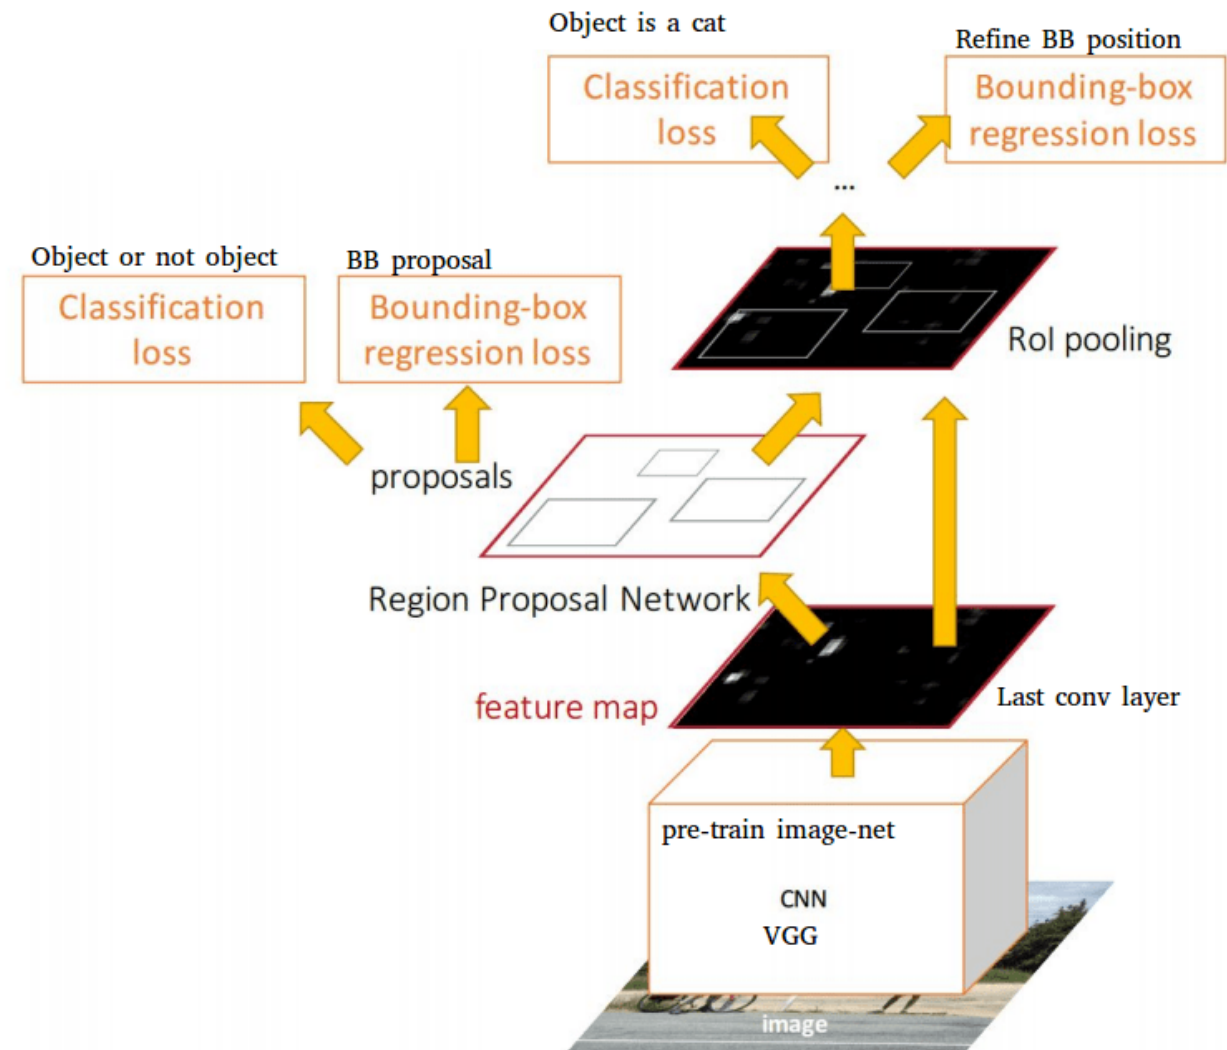 Object is a cat
Refine BB position
Classification
loss
Bounding-box
regression loss
...
Object or not object
BB proposal
Classification
loss
Bounding-box
regression loss
RoI pooling
proposals
Region Proposal Network
feature map
Last conv layer
pre-train image-net
CNN
VGG
image